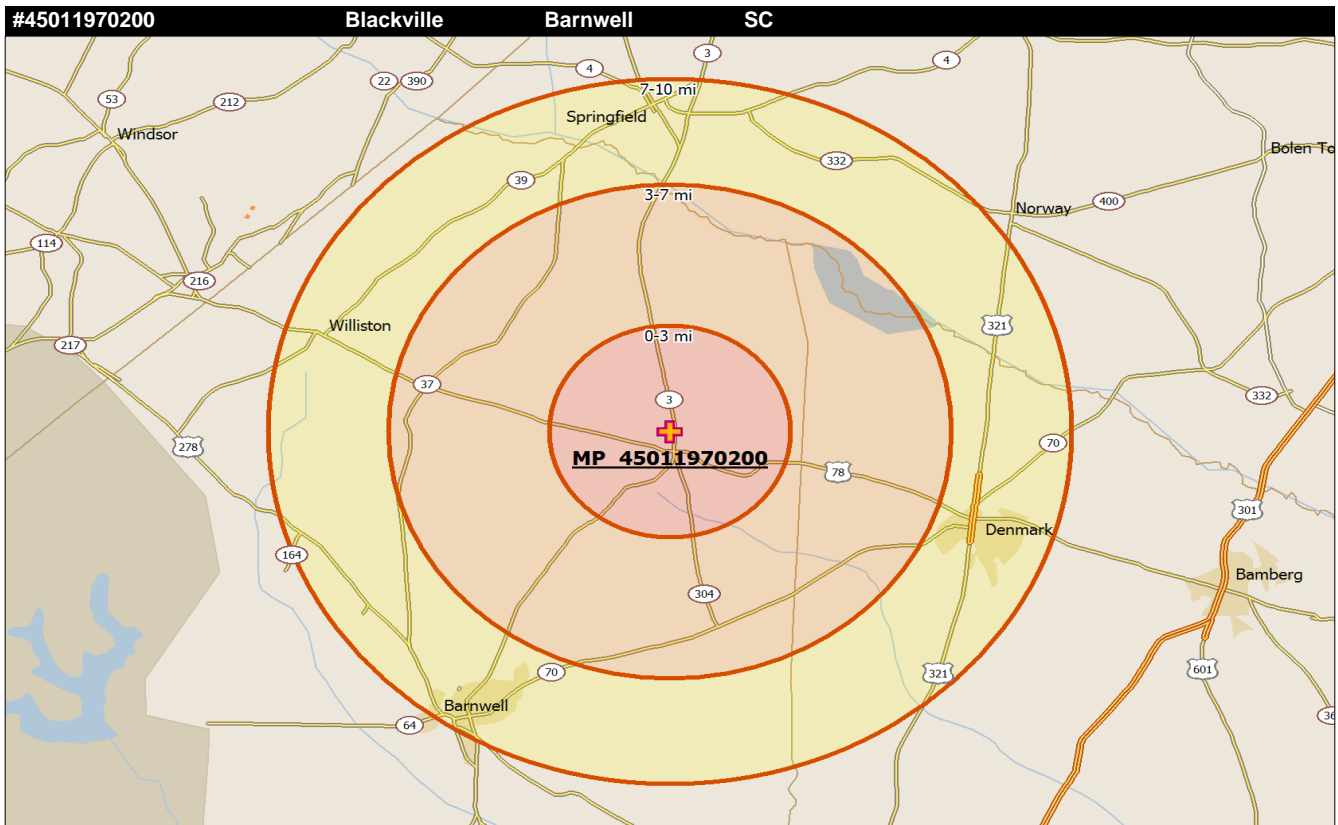 #45011970200 Blackville Barnwell SC
3
4
4
7-10 mi
22
390
53
212
Springfield
Windsor
Bolen To
332
39
3-7 mi
400
Norway
114
216
Williston
321
0-3 mi
217
37
332
3
278
70
MP 45011970200
78
301
Denmark
164
Bamberg
304
70
321
601
Barnwell
36
64